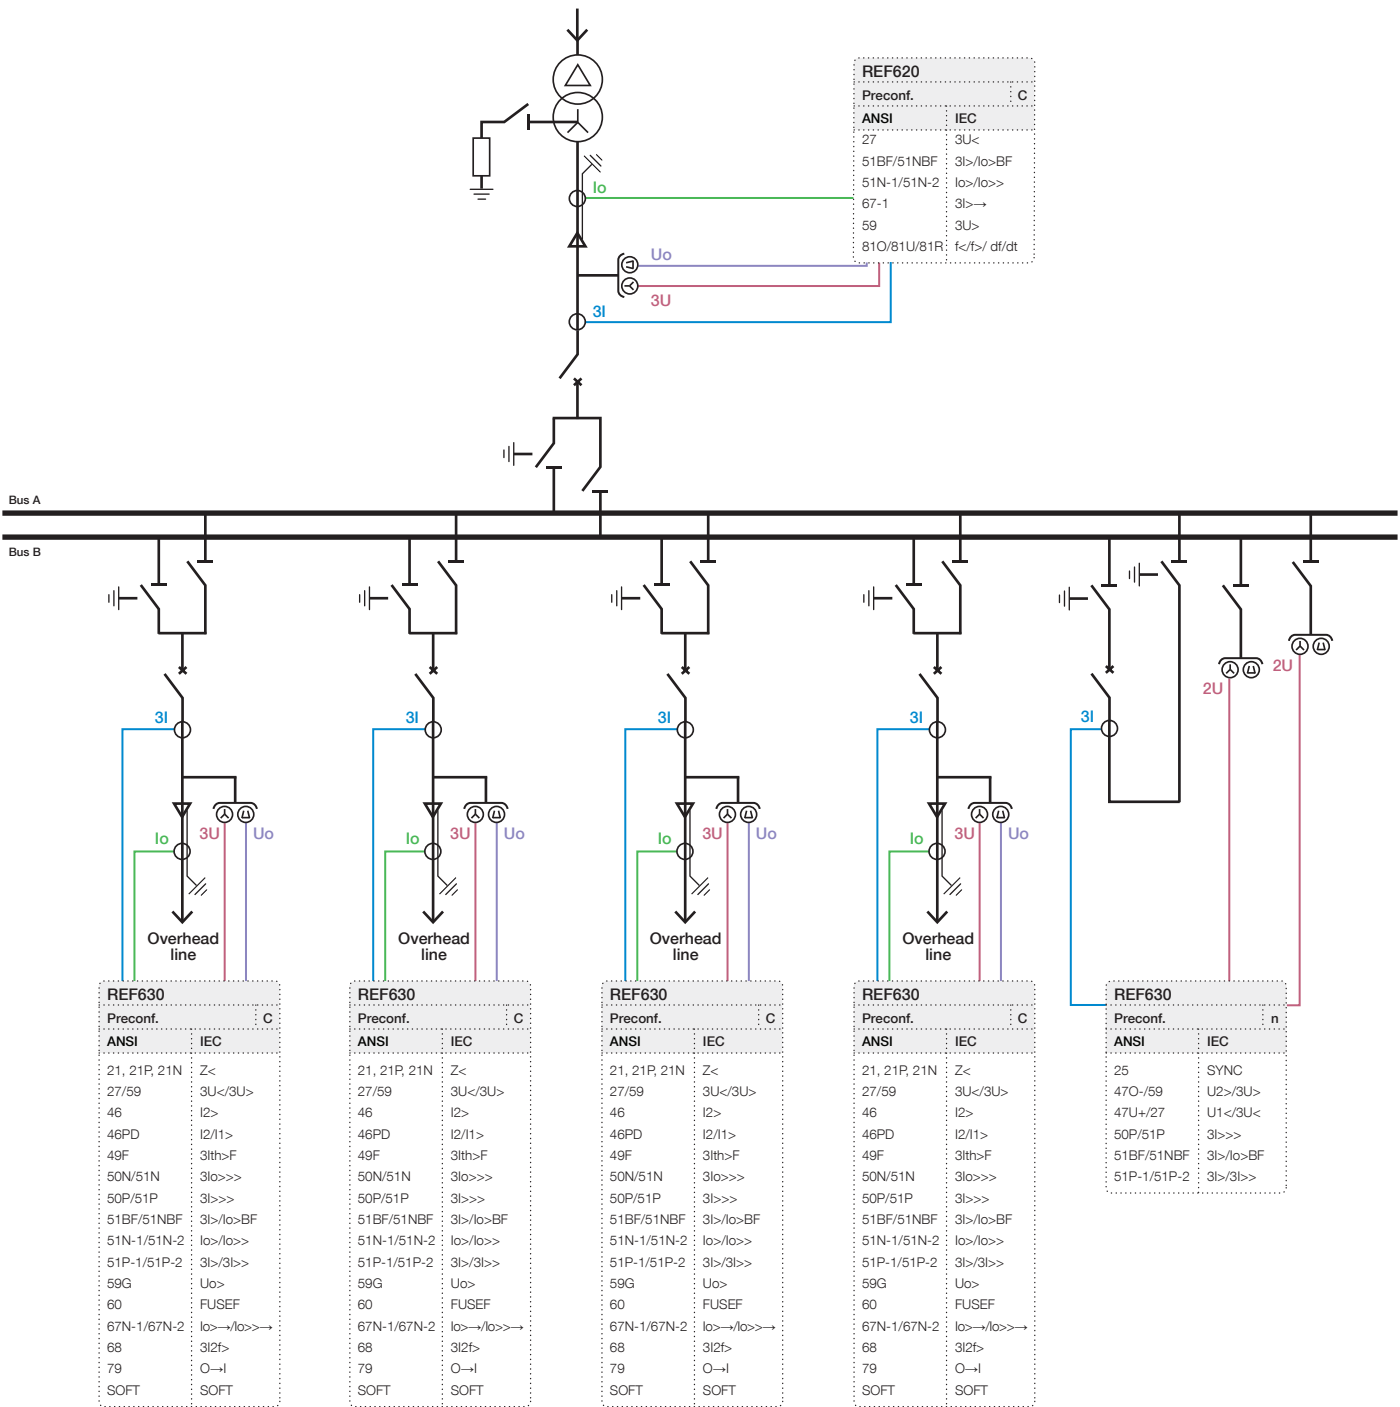 REF620
Preconf. C
ANSI IEC
27 3U<
51BF/51NBF 3I>/Io>BF
51N-1/51N-2 Io>/Io>>
67-1 3I>→
59 3U>
81O/81U/81R f</f>/ df/dt
Io
Uo
3U
3I
Bus A
Bus B
2U
2U
3I
3I
3I
3I
3I
Io
3U
Uo
Io
3U
Uo
Io
3U
Uo
Io
3U
Uo
Overhead
line
Overhead
line
Overhead
line
Overhead
line
REF630
Preconf. C
ANSI IEC
21, 21P, 21N Z<
27/59 3U</3U>
46 I2>
46PD I2/I1>
49F 3Ith>F
50N/51N 3Io>>>
50P/51P 3I>>>
51BF/51NBF 3I>/Io>BF
51N-1/51N-2 Io>/Io>>
51P-1/51P-2 3I>/3I>>
59G Uo>
60 FUSEF
67N-1/67N-2 Io>→/Io>>→
68 3I2f>
79 O→I
SOFT SOFT
REF630
Preconf. C
ANSI IEC
21, 21P, 21N Z<
27/59 3U</3U>
46 I2>
46PD I2/I1>
49F 3Ith>F
50N/51N 3Io>>>
50P/51P 3I>>>
51BF/51NBF 3I>/Io>BF
51N-1/51N-2 Io>/Io>>
51P-1/51P-2 3I>/3I>>
59G Uo>
60 FUSEF
67N-1/67N-2 Io>→/Io>>→
68 3I2f>
79 O→I
SOFT SOFT
REF630
Preconf. C
ANSI IEC
21, 21P, 21N Z<
27/59 3U</3U>
46 I2>
46PD I2/I1>
49F 3Ith>F
50N/51N 3Io>>>
50P/51P 3I>>>
51BF/51NBF 3I>/Io>BF
51N-1/51N-2 Io>/Io>>
51P-1/51P-2 3I>/3I>>
59G Uo>
60 FUSEF
67N-1/67N-2 Io>→/Io>>→
68 3I2f>
79 O→I
SOFT SOFT
REF630
Preconf. C
ANSI IEC
21, 21P, 21N Z<
27/59 3U</3U>
46 I2>
46PD I2/I1>
49F 3Ith>F
50N/51N 3Io>>>
50P/51P 3I>>>
51BF/51NBF 3I>/Io>BF
51N-1/51N-2 Io>/Io>>
51P-1/51P-2 3I>/3I>>
59G Uo>
60 FUSEF
67N-1/67N-2 Io>→/Io>>→
68 3I2f>
79 O→I
SOFT SOFT
REF630
Preconf. n
ANSI IEC
25 SYNC
47O-/59 U2>/3U>
47U+/27 U1</3U<
50P/51P 3I>>>
51BF/51NBF 3I>/Io>BF
51P-1/51P-2 3I>/3I>>